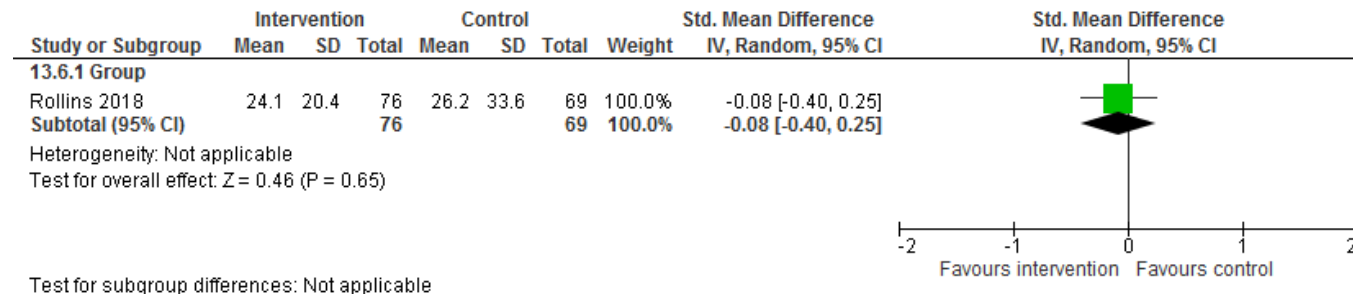 Intervention Control Std. Mean Difference Std. Mean Difference
Study or Subgroup Mean SD Total Mean SD Total Weight IV, Random, 95% CI IV, Random, 95% CI
13.6.1 Group
Rollins 2018 24.1 20.4 76 26.2 33.6 69 100.0% -0.08 [-0.40, 0.25]
Subtotal (95% CI) 76 69 100.0% -0.08 [-0.40, 0.25]
Heterogeneity: Not applicable
Test for overall effect: Z = 0.46 (P = 0.65)
-2 -1 0 1 2
Favours intervention Favours control
Test for subgroup differences: Not applicable